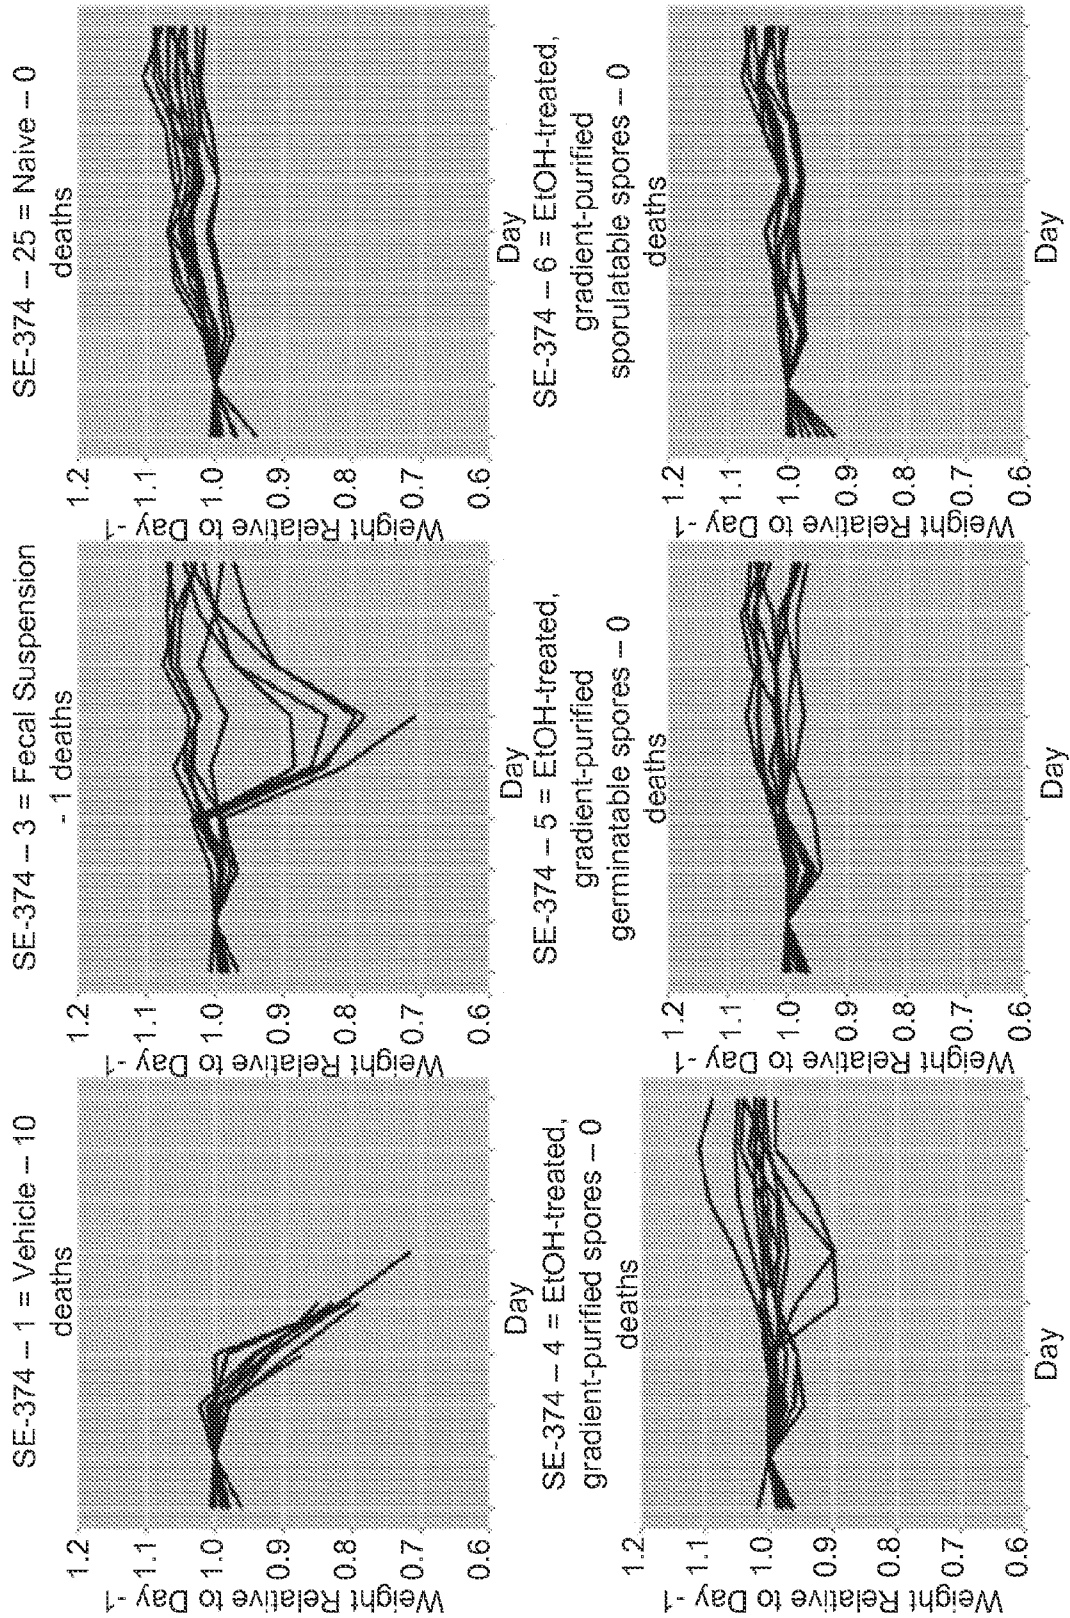 SE-374 – 1 = Vehicle – 10
deaths
1.2
1.1
1.0
0.9
0.8
0.7
0.6
Weight Relative to Day -1
Day
SE-374 – 3 = Fecal Suspension
- 1 deaths
1.2
1.1
1.0
0.9
0.8
0.7
0.6
Weight Relative to Day -1
Day
SE-374 – 25 = Naive – 0
deaths
1.2
1.1
1.0
0.9
0.8
0.7
0.6
Weight Relative to Day -1
Day
SE-374 – 4 = EtOH-treated,
gradient-purified spores – 0
deaths
1.2
1.1
1.0
0.9
0.8
0.7
0.6
Weight Relative to Day -1
Day
SE-374 – 5 = EtOH-treated,
gradient-purified
germinatable spores – 0
deaths
1.2
1.1
1.0
0.9
0.8
0.7
0.6
Weight Relative to Day -1
Day
SE-374 – 6 = EtOH-treated,
gradient-purified
sporulatable spores – 0
deaths
1.2
1.1
1.0
0.9
0.8
0.7
0.6
Weight Relative to Day -1
Day